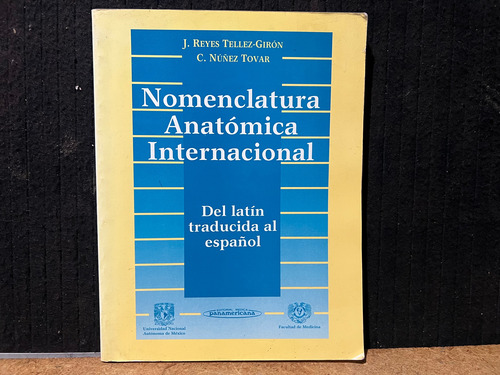 J. REYES TELLEZ-GIRÓN
C. NÚÑEZ TOVAR
Nomenclatura
Anatómica
Internacional
Del latín
traducida al
español
Universidad Nacional
Autónoma de México
panamericana
Facultad de Medicina